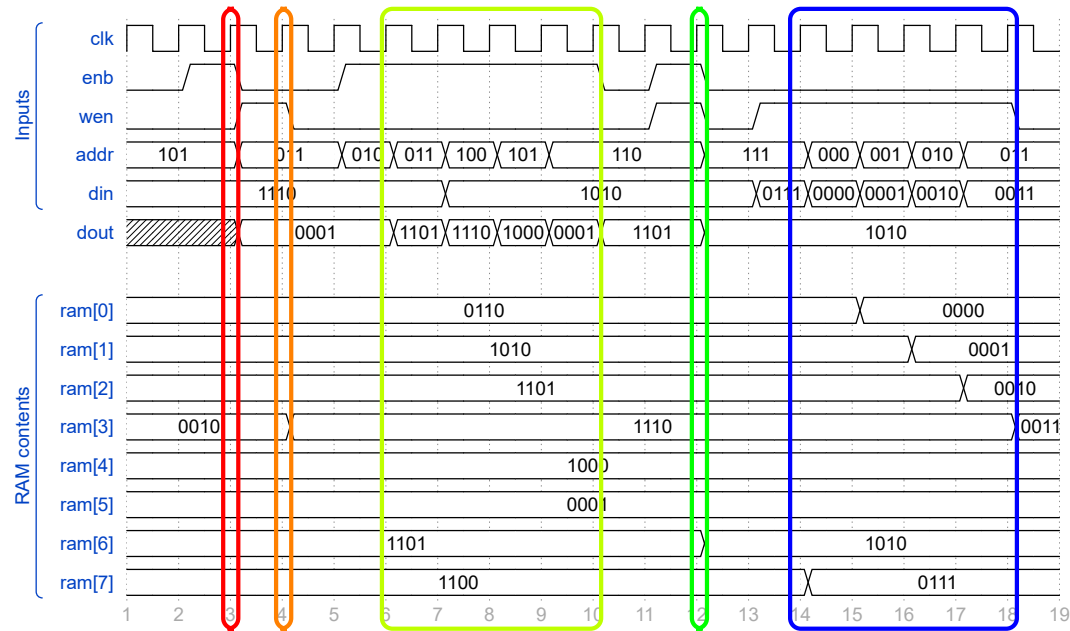 Inputs
clk
enb
wen
addr 101 011 010 011 100 101 110 111 000 001 010 011
din 1110 1010 0111 0000 0001 0010 0011
dout 0001 1101 1110 1000 0001 1101 1010
RAM contents
ram[0] 0110 0000
ram[1] 1010 0001
ram[2] 1101 0010
ram[3] 0010 1110 0011
ram[4] 1000
ram[5] 0001
ram[6] 1101 1010
ram[7] 1100 0111
1 2 3 4 5 6 7 8 9 10 11 12 13 14 15 16 17 18 19